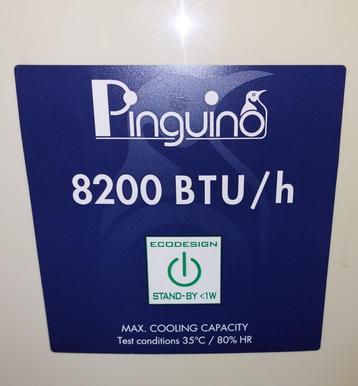 Pinguino
8200 BTU/h
ECODESIGN
STAND-BY <1W
MAX. COOLING CAPACITY
Test conditions 35°C / 80% HR